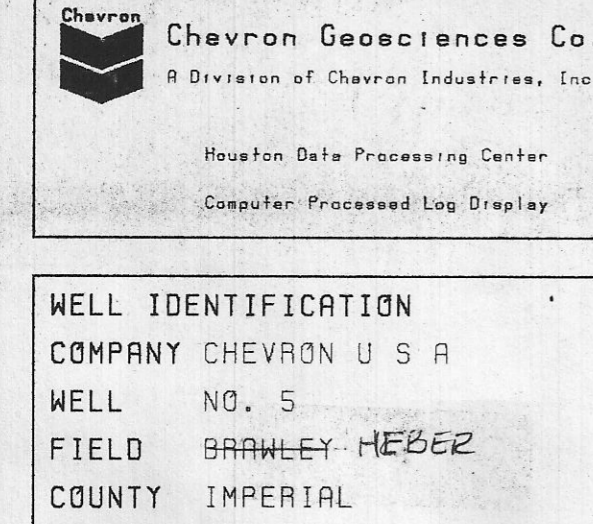 Chevron
Chevron Geosciences Co.
A Division of Chevron Industries, Inc
Houston Data Processing Center
Computer Processed Log Display
WELL IDENTIFICATION
COMPANY CHEVRON U S A
WELL NO. 5
FIELD BRAWLEY HEBER
COUNTY IMPERIAL